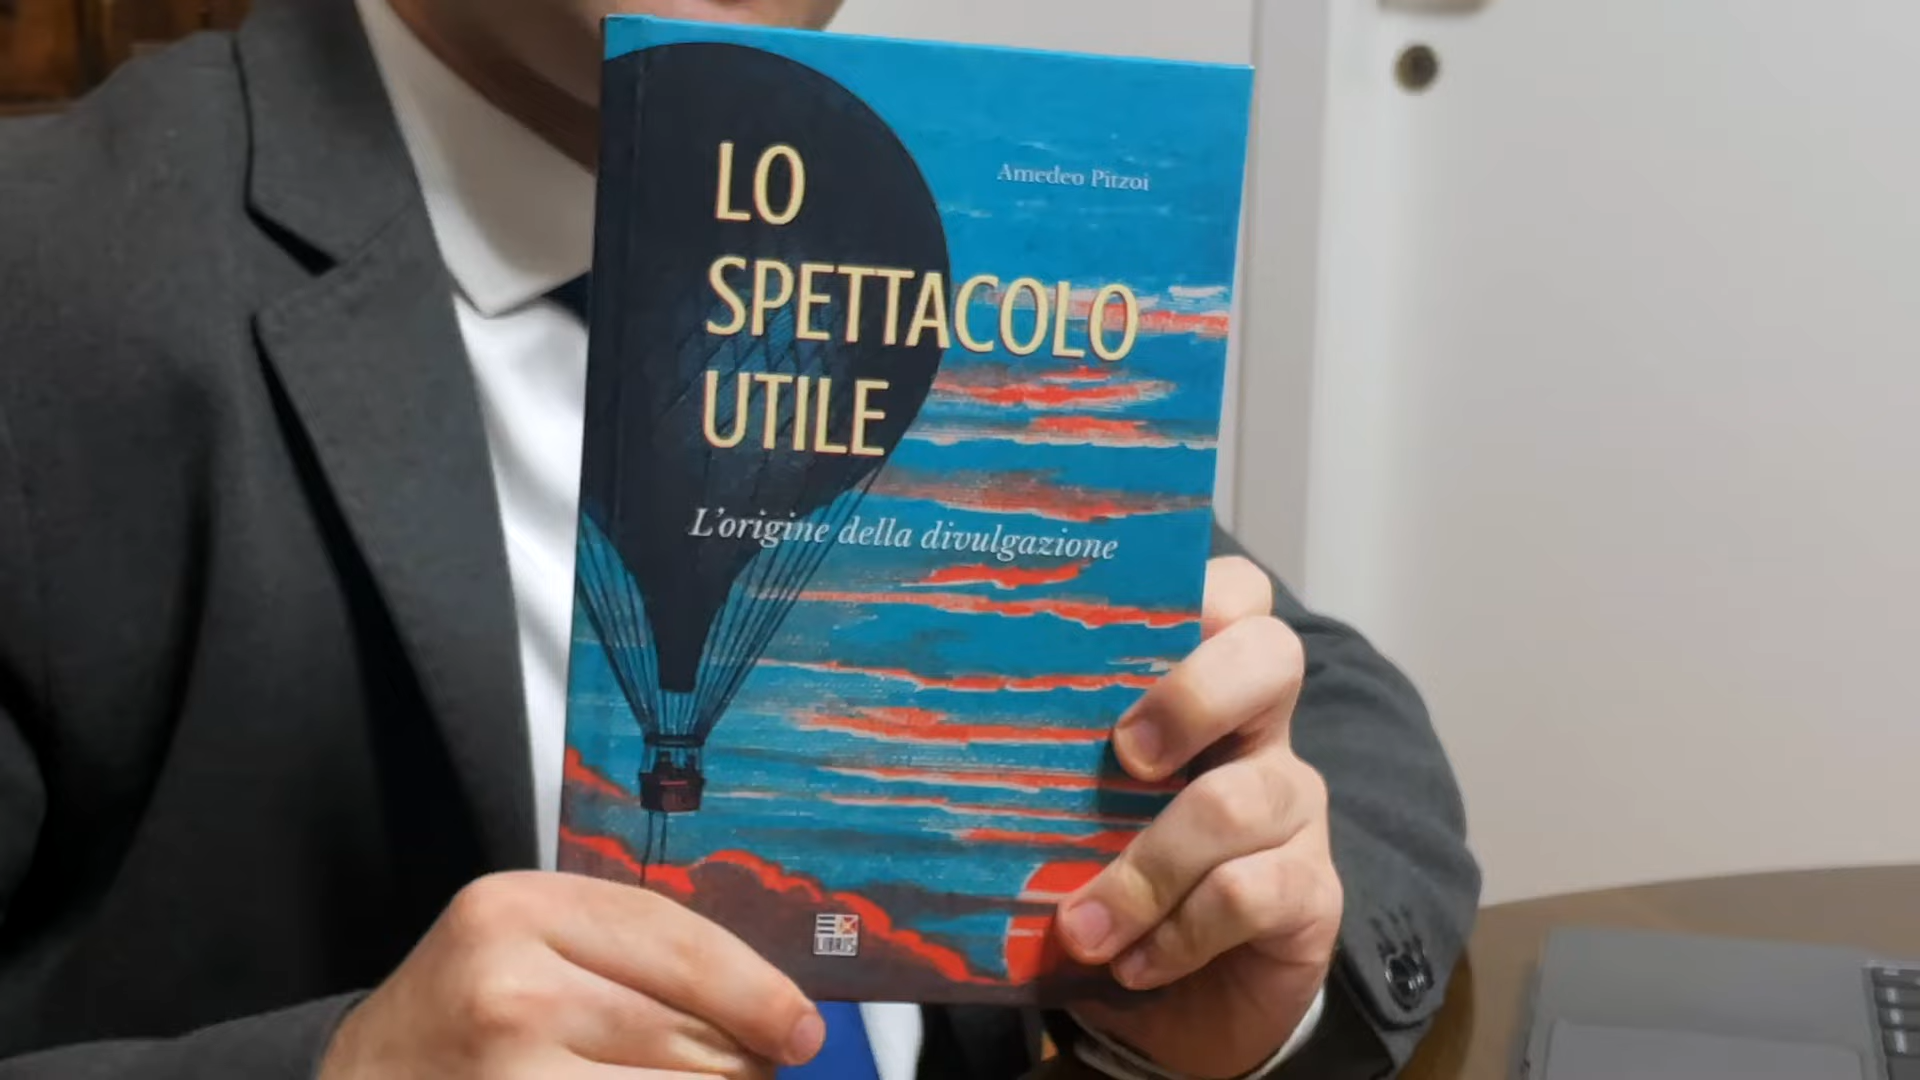 Amedeo Pitzoi
LO
SPETTACOLO
UTILE
L'origine della divulgazione
LIBRIS